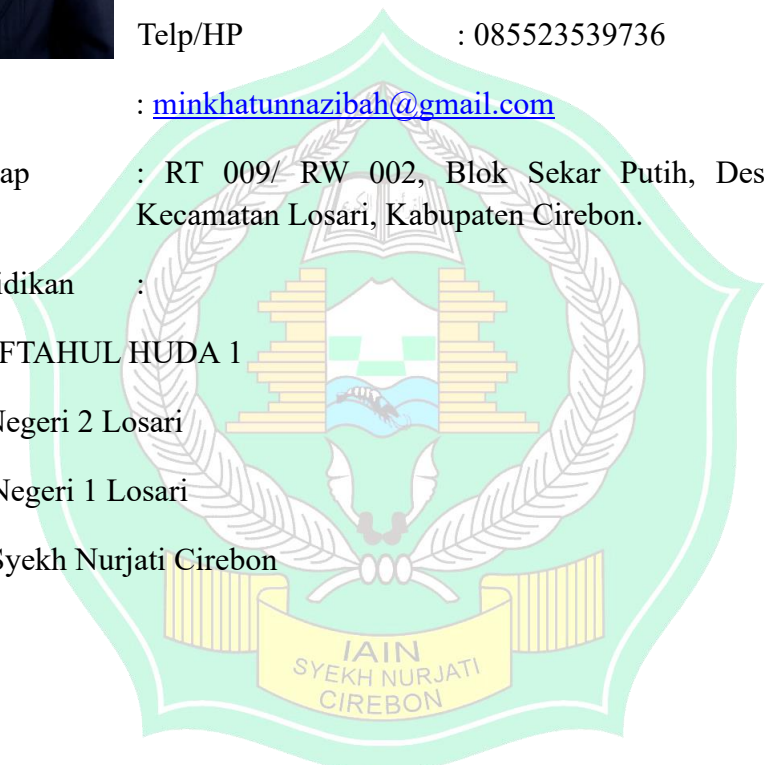 Telp/HP : 085523539736
: minkhatunnazibah@gmail.com
ap : RT 009/ RW 002, Blok Sekar Putih, Des
Kecamatan Losari, Kabupaten Cirebon.
idikan :
FTAHUL HUDA 1
Negeri 2 Losari
Negeri 1 Losari
Syekh Nurjati Cirebon
IAIN
SYEKH NURJATI
CIREBON